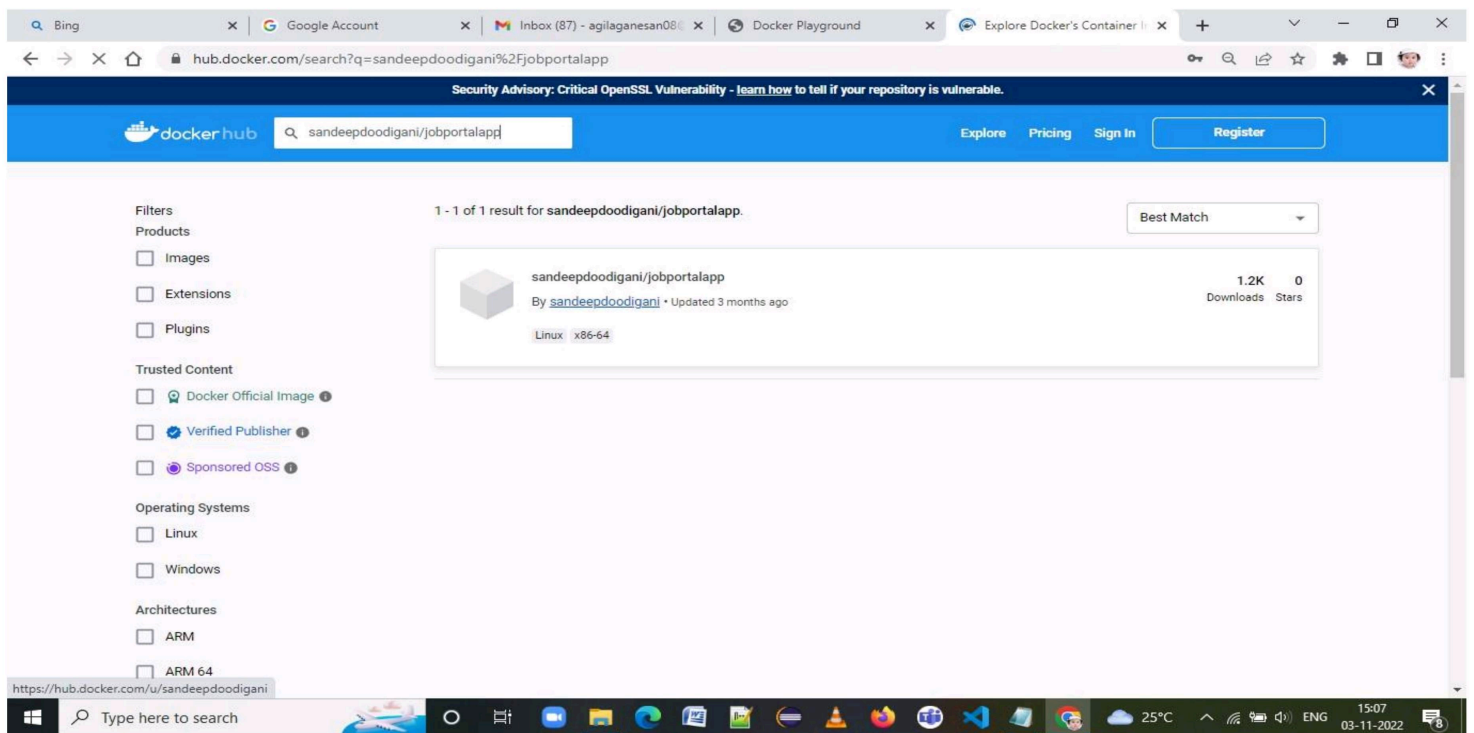 Bing
Google Account
Inbox (87) - agilaganesan08
Docker Playground
Explore Docker's Container I
hub.docker.com/search?q=sandeepdoodigani%2Fjobportalapp
Security Advisory: Critical OpenSSL Vulnerability - learn how to tell if your repository is vulnerable.
docker hub
sandeepdoodigani/jobportalapp
Explore Pricing Sign In Register
Filters
1 - 1 of 1 result for sandeepdoodigani/jobportalapp.
Best Match
Products
Images
Extensions
Plugins
sandeepdoodigani/jobportalapp
By sandeepdoodigani • Updated 3 months ago
Linux x86-64
1.2K 0
Downloads Stars
Trusted Content
Docker Official Image
Verified Publisher
Sponsored OSS
Operating Systems
Linux
Windows
Architectures
ARM
ARM 64
https://hub.docker.com/u/sandeepdoodigani
Type here to search
25°C
ENG
15:07
03-11-2022
8